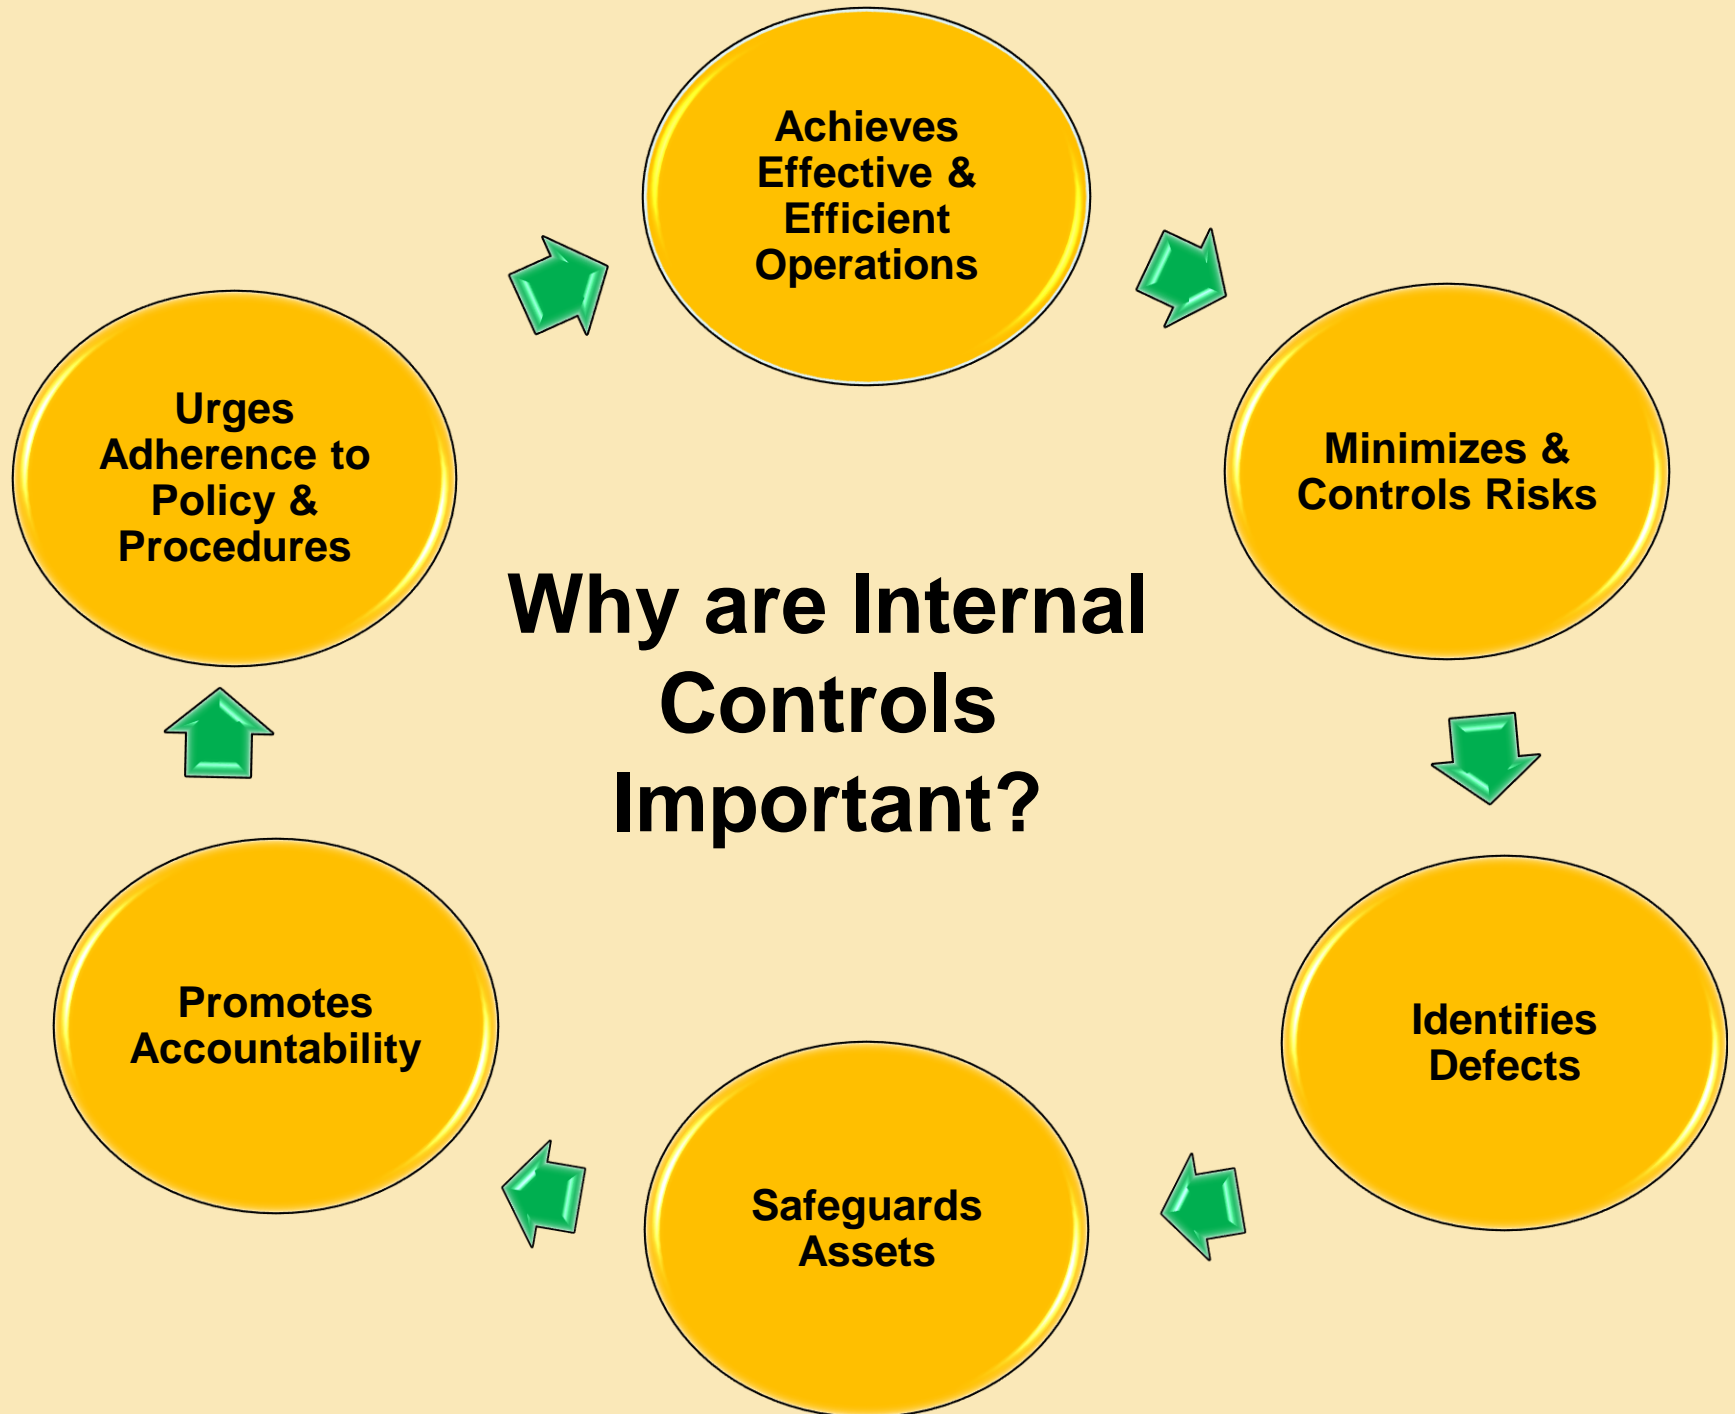 Achieves
Effective &
Efficient
Operations
Minimizes &
Controls Risks
Identifies
Defects
Safeguards
Assets
Promotes
Accountability
Urges
Adherence to
Policy &
Procedures
Why are Internal
Controls
Important?